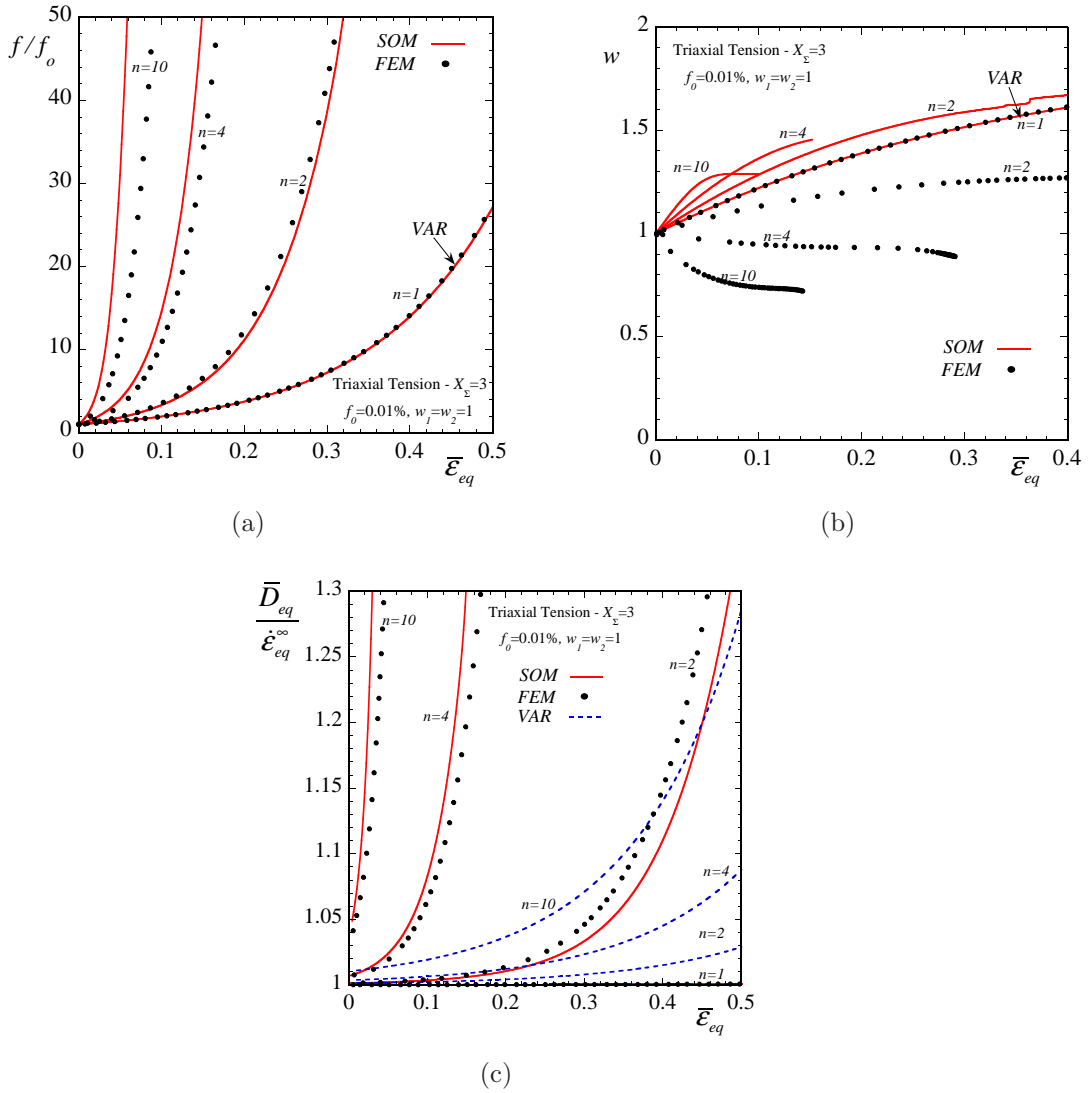 50
40
30
20
10
0
f/f_o
0 0.1 0.2 0.3 0.4 0.5
ε̅_eq
SOM
FEM
n=10
n=4
n=2
VAR
n=1
Triaxial Tension - X_Σ=3
f_0=0.01%, w_1=w_2=1
(a)
2
1.5
1
0.5
0
w
0 0.1 0.2 0.3 0.4
ε̅_eq
Triaxial Tension - X_Σ=3
f_0=0.01%, w_1=w_2=1
VAR
n=2
n=4
n=1
n=10
n=2
n=4
n=10
SOM
FEM
(b)
1.3
1.25
1.2
1.15
1.1
1.05
1
D̅_eq
ε̇^∞_eq
0 0.1 0.2 0.3 0.4 0.5
ε̅_eq
Triaxial Tension - X_Σ=3
f_0=0.01%, w_1=w_2=1
n=10
SOM
FEM
VAR
n=2
n=4
n=4
n=10
n=2
n=1
(c)